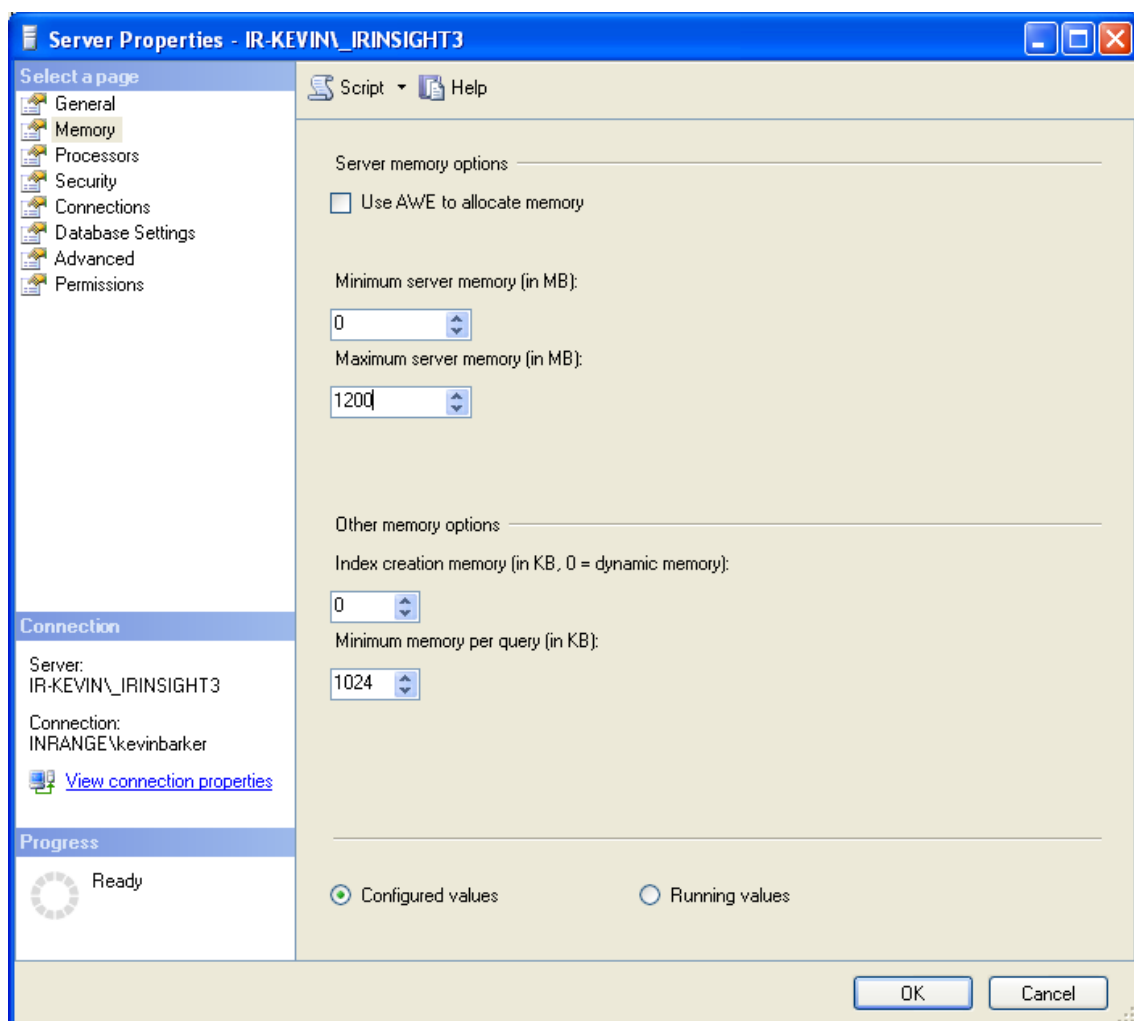 Server Properties - IR-KEVIN\_IRINSIGHT3
Select a page
General
Memory
Processors
Security
Connections
Database Settings
Advanced
Permissions
Connection
Server:
IR-KEVIN\_IRINSIGHT3
Connection:
INRANGE\kevinbarker
View connection properties
Progress
Ready
Script Help
Server memory options
Use AWE to allocate memory
Minimum server memory (in MB):
0
Maximum server memory (in MB):
1200
Other memory options
Index creation memory (in KB, 0 = dynamic memory):
0
Minimum memory per query (in KB):
1024
Configured values Running values
OK Cancel